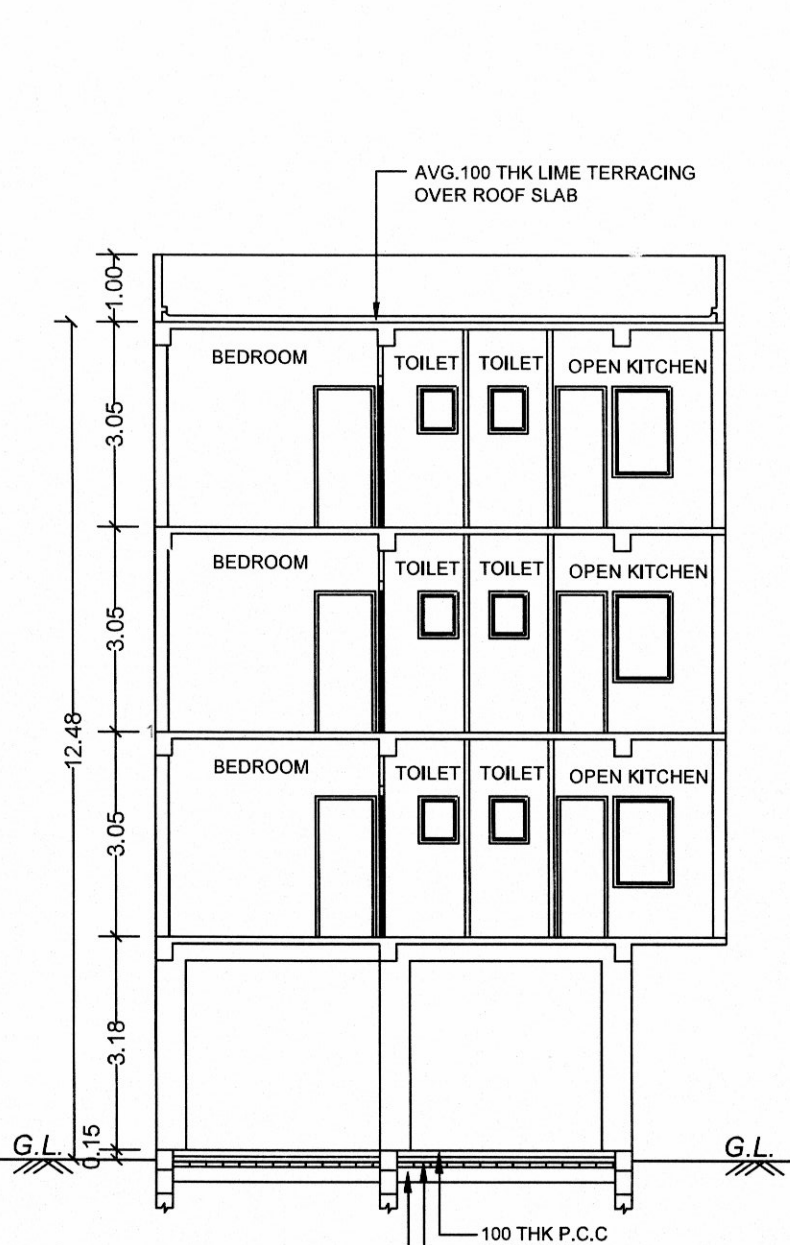 AVG.100 THK LIME TERRACING
OVER ROOF SLAB
1.00
BEDROOM TOILET TOILET OPEN KITCHEN
3.05
BEDROOM TOILET TOILET OPEN KITCHEN
3.05
12.48
BEDROOM TOILET TOILET OPEN KITCHEN
3.05
3.18
G.L. 0.15 G.L.
100 THK P.C.C